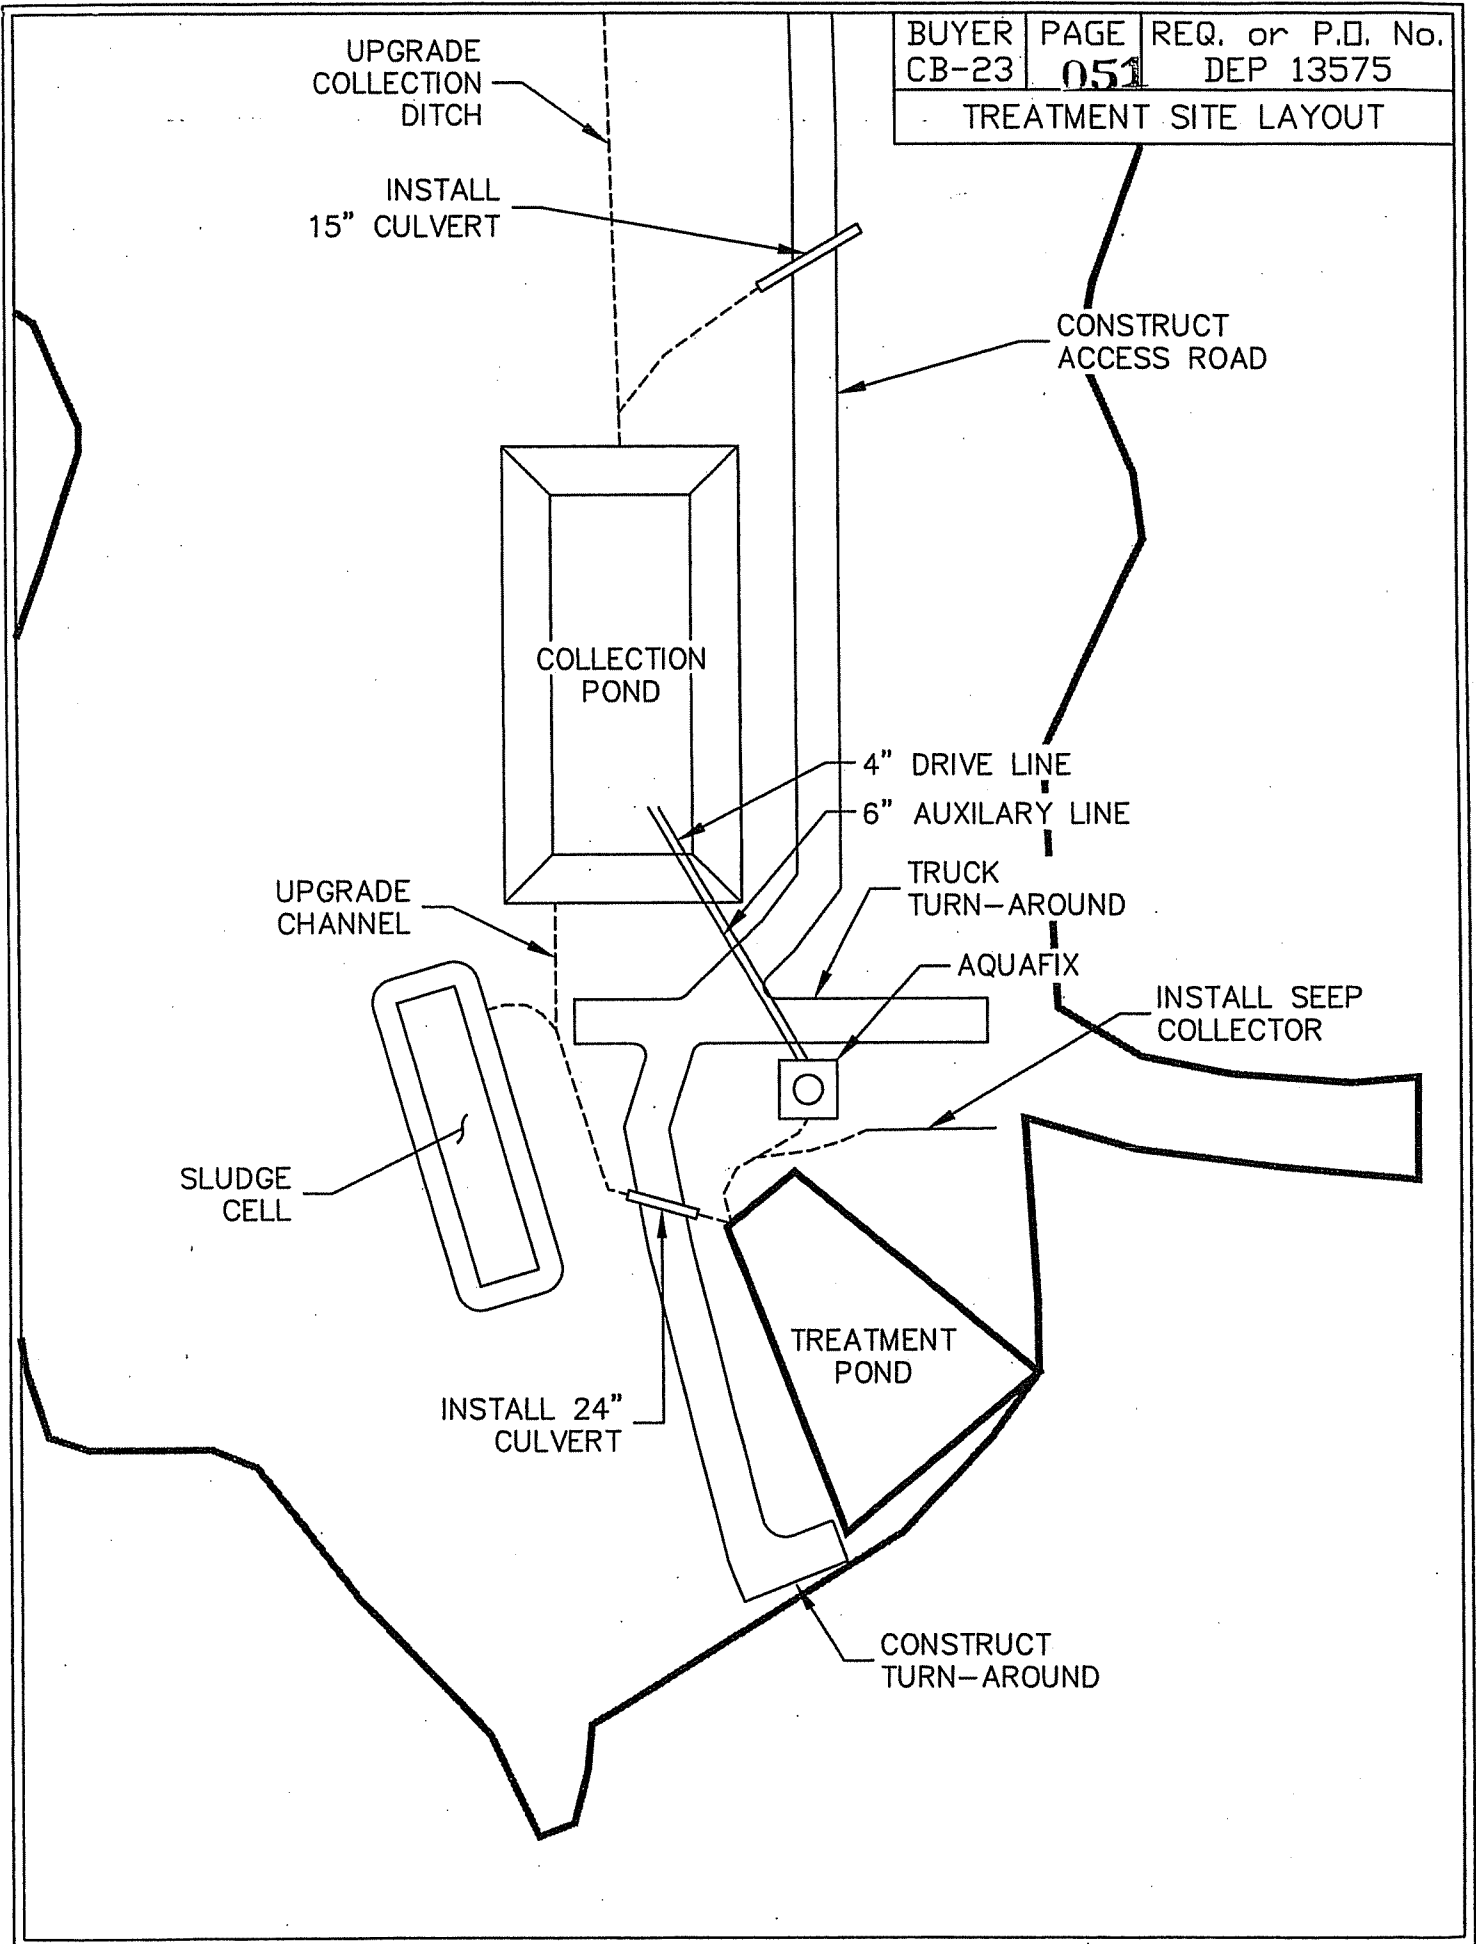 BUYER
CB-23
PAGE
051
REQ. or P.O. No.
DEP 13575
TREATMENT SITE LAYOUT
UPGRADE
COLLECTION
DITCH
INSTALL
15" CULVERT
CONSTRUCT
ACCESS ROAD
COLLECTION
POND
4" DRIVE LINE
6" AUXILARY LINE
TRUCK
TURN-AROUND
UPGRADE
CHANNEL
AQUAFIX
INSTALL SEEP
COLLECTOR
SLUDGE
CELL
TREATMENT
POND
INSTALL 24"
CULVERT
CONSTRUCT
TURN-AROUND